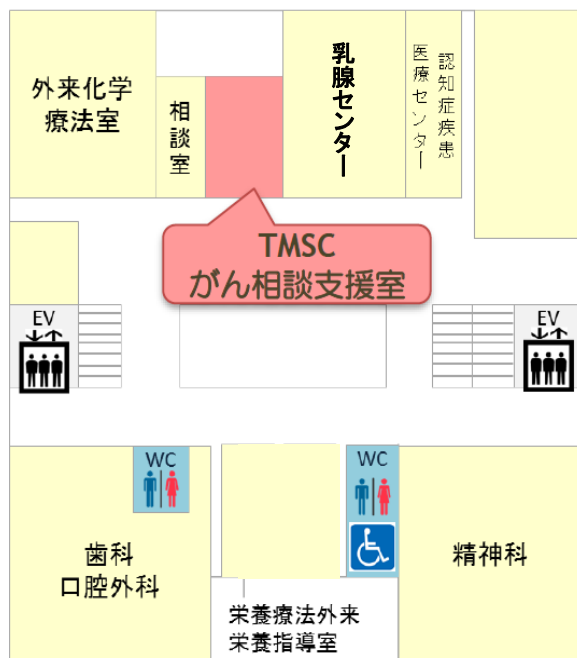 外来化学
療法室
相談室
乳腺センター
認知症疾患
医療センター
TMSC
がん相談支援室
EV
EV
WC
WC
歯科
口腔外科
精神科
栄養療法外来
栄養指導室